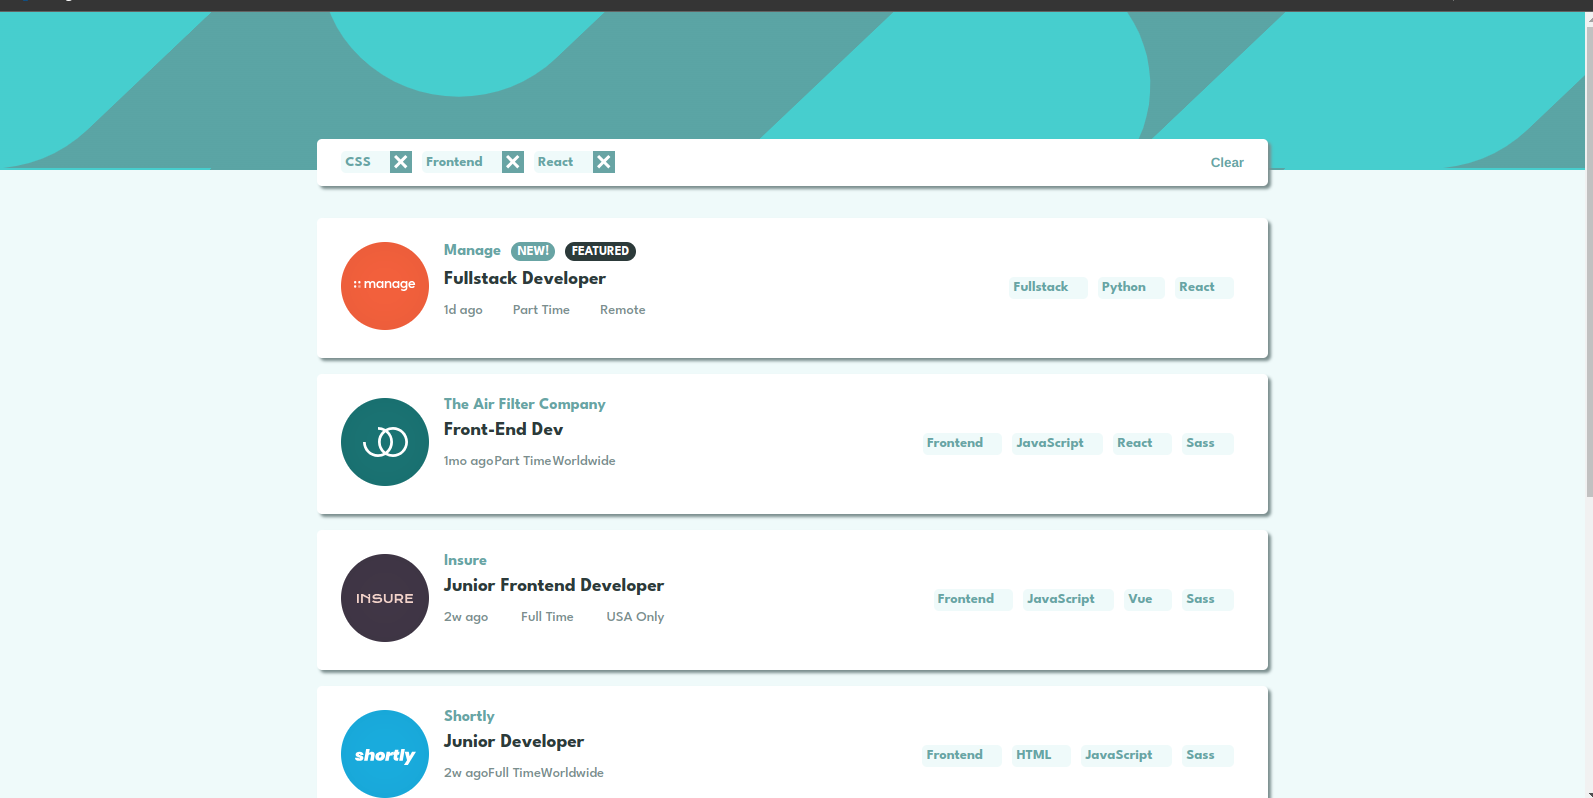 CSS Frontend React Clear
manage
Manage NEW! FEATURED
Fullstack Developer
1d ago Part Time Remote
Fullstack Python React
The Air Filter Company
Front-End Dev
1mo agoPart TimeWorldwide
Frontend JavaScript React Sass
INSURE
Insure
Junior Frontend Developer
2w ago Full Time USA Only
Frontend JavaScript Vue Sass
shortly
Shortly
Junior Developer
2w agoFull TimeWorldwide
Frontend HTML JavaScript Sass